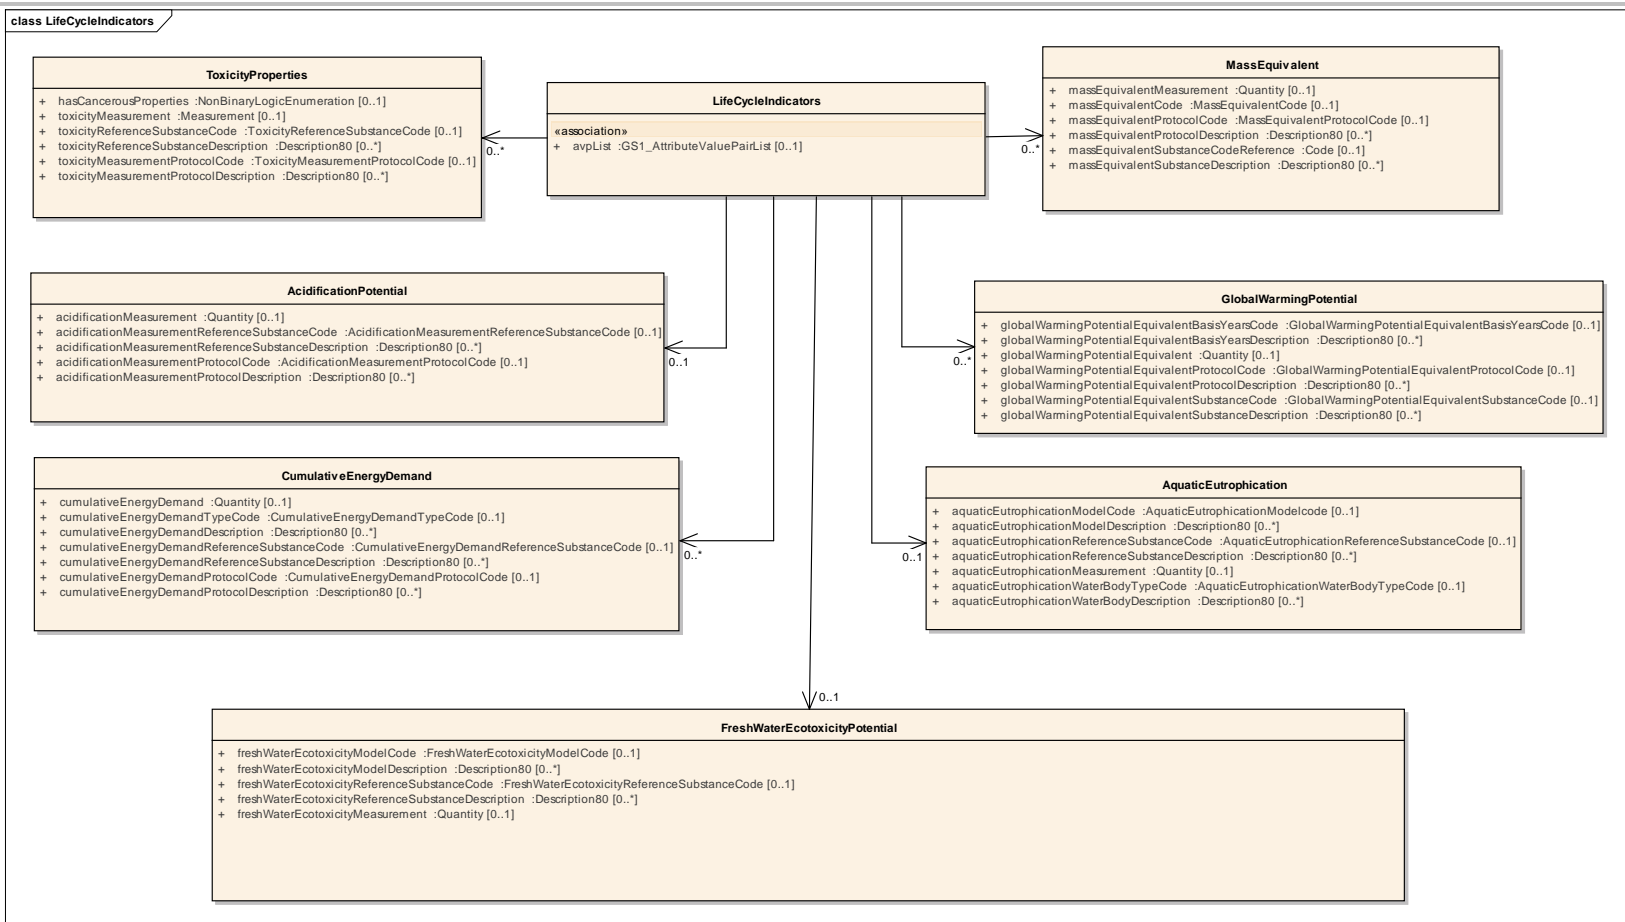 class LifeCycleIndicators
ToxicityProperties
+ hasCancerousProperties :NonBinaryLogicEnumeration [0..1]
+ toxicityMeasurement :Measurement [0..1]
+ toxicityReferenceSubstanceCode :ToxicityReferenceSubstanceCode [0..1]
+ toxicityReferenceSubstanceDescription :Description80 [0..*]
+ toxicityMeasurementProtocolCode :ToxicityMeasurementProtocolCode [0..1]
+ toxicityMeasurementProtocolDescription :Description80 [0..*]
0..*
LifeCycleIndicators
«association»
+ avpList :GS1_AttributeValuePairList [0..1]
0..*
MassEquivalent
+ massEquivalentMeasurement :Quantity [0..1]
+ massEquivalentCode :MassEquivalentCode [0..1]
+ massEquivalentProtocolCode :MassEquivalentProtocolCode [0..1]
+ massEquivalentProtocolDescription :Description80 [0..*]
+ massEquivalentSubstanceCodeReference :Code [0..1]
+ massEquivalentSubstanceDescription :Description80 [0..*]
AcidificationPotential
+ acidificationMeasurement :Quantity [0..1]
+ acidificationMeasurementReferenceSubstanceCode :AcidificationMeasurementReferenceSubstanceCode [0..1]
+ acidificationMeasurementReferenceSubstanceDescription :Description80 [0..*]
+ acidificationMeasurementProtocolCode :AcidificationMeasurementProtocolCode [0..1]
+ acidificationMeasurementProtocolDescription :Description80 [0..*]
0..1
0..*
GlobalWarmingPotential
+ globalWarmingPotentialEquivalentBasisYearsCode :GlobalWarmingPotentialEquivalentBasisYearsCode [0..1]
+ globalWarmingPotentialEquivalentBasisYearsDescription :Description80 [0..*]
+ globalWarmingPotentialEquivalent :Quantity [0..1]
+ globalWarmingPotentialEquivalentProtocolCode :GlobalWarmingPotentialEquivalentProtocolCode [0..1]
+ globalWarmingPotentialEquivalentProtocolDescription :Description80 [0..*]
+ globalWarmingPotentialEquivalentSubstanceCode :GlobalWarmingPotentialEquivalentSubstanceCode [0..1]
+ globalWarmingPotentialEquivalentSubstanceDescription :Description80 [0..*]
CumulativeEnergyDemand
+ cumulativeEnergyDemand :Quantity [0..1]
+ cumulativeEnergyDemandTypeCode :CumulativeEnergyDemandTypeCode [0..1]
+ cumulativeEnergyDemandDescription :Description80 [0..*]
+ cumulativeEnergyDemandReferenceSubstanceCode :CumulativeEnergyDemandReferenceSubstanceCode [0..1]
+ cumulativeEnergyDemandReferenceSubstanceDescription :Description80 [0..*]
+ cumulativeEnergyDemandProtocolCode :CumulativeEnergyDemandProtocolCode [0..1]
+ cumulativeEnergyDemandProtocolDescription :Description80 [0..*]
0..*
0..1
AquaticEutrophication
+ aquaticEutrophicationModelCode :AquaticEutrophicationModelcode [0..1]
+ aquaticEutrophicationModelDescription :Description80 [0..*]
+ aquaticEutrophicationReferenceSubstanceCode :AquaticEutrophicationReferenceSubstanceCode [0..1]
+ aquaticEutrophicationReferenceSubstanceDescription :Description80 [0..*]
+ aquaticEutrophicationMeasurement :Quantity [0..1]
+ aquaticEutrophicationWaterBodyTypeCode :AquaticEutrophicationWaterBodyTypeCode [0..1]
+ aquaticEutrophicationWaterBodyDescription :Description80 [0..*]
0..1
FreshWaterEcotoxicityPotential
+ freshWaterEcotoxicityModelCode :FreshWaterEcotoxicityModelCode [0..1]
+ freshWaterEcotoxicityModelDescription :Description80 [0..*]
+ freshWaterEcotoxicityReferenceSubstanceCode :FreshWaterEcotoxicityReferenceSubstanceCode [0..1]
+ freshWaterEcotoxicityReferenceSubstanceDescription :Description80 [0..*]
+ freshWaterEcotoxicityMeasurement :Quantity [0..1]